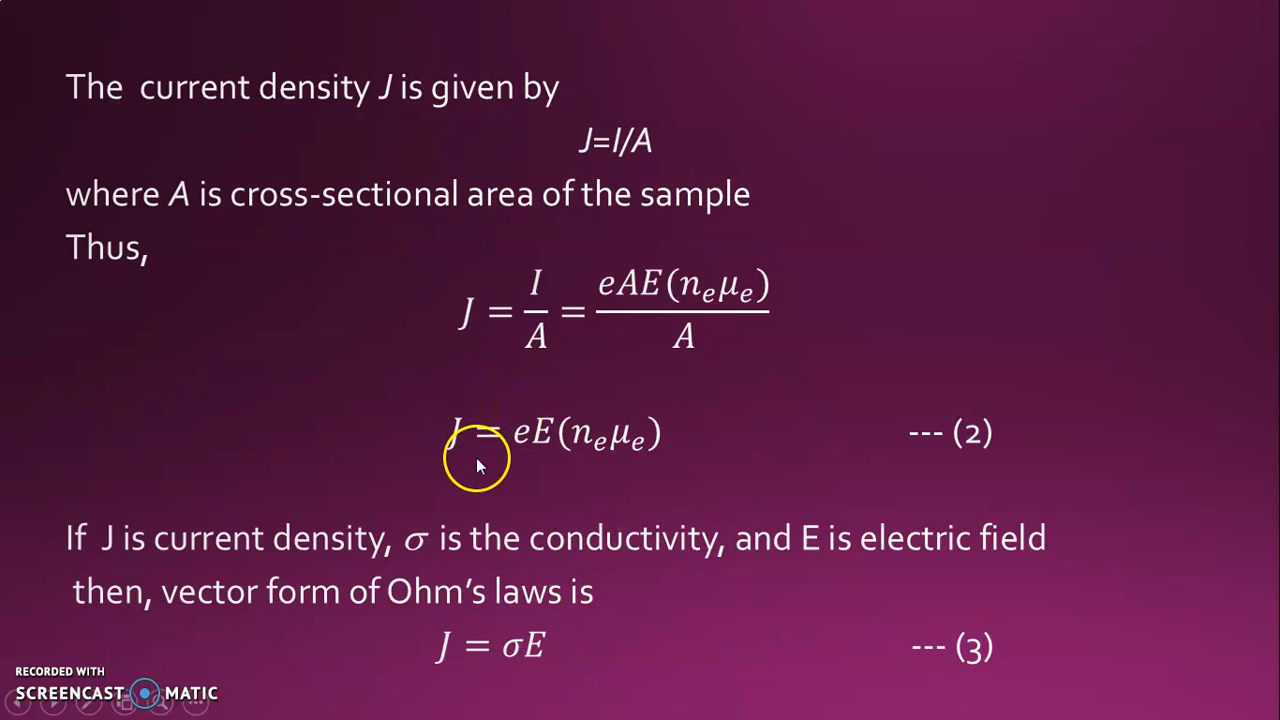 The current density J is given by
J=I/A
where A is cross-sectional area of the sample
Thus,
J = I/A = eAE(nₑμₑ)/A
J = eE(nₑμₑ) --- (2)
If J is current density, σ is the conductivity, and E is electric field
then, vector form of Ohm's laws is
J = σE --- (3)
RECORDED WITH
SCREENCAST MATIC